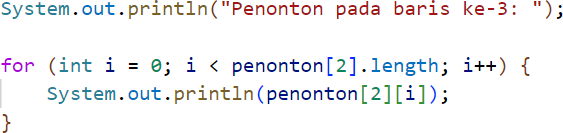 System.out.println("Penonton pada baris ke-3: ");
for (int i = 0; i < penonton[2].length; i++) {
    System.out.println(penonton[2][i]);
}